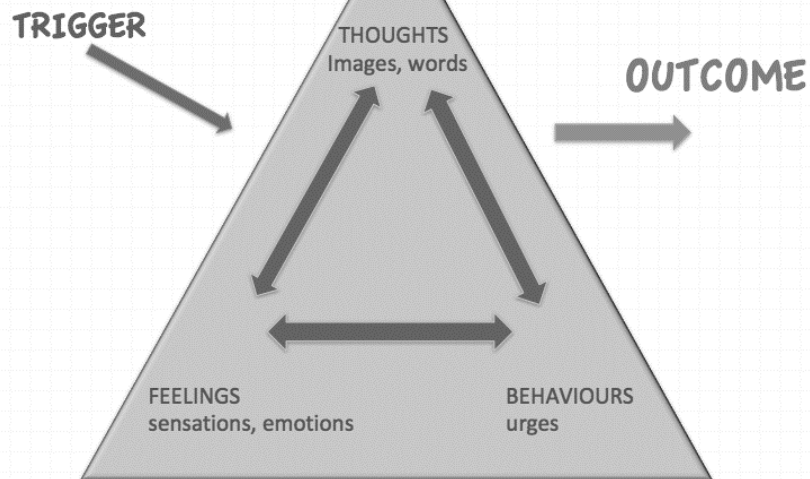 TRIGGER
THOUGHTS
Images, words
OUTCOME
FEELINGS
sensations, emotions
BEHAVIOURS
urges